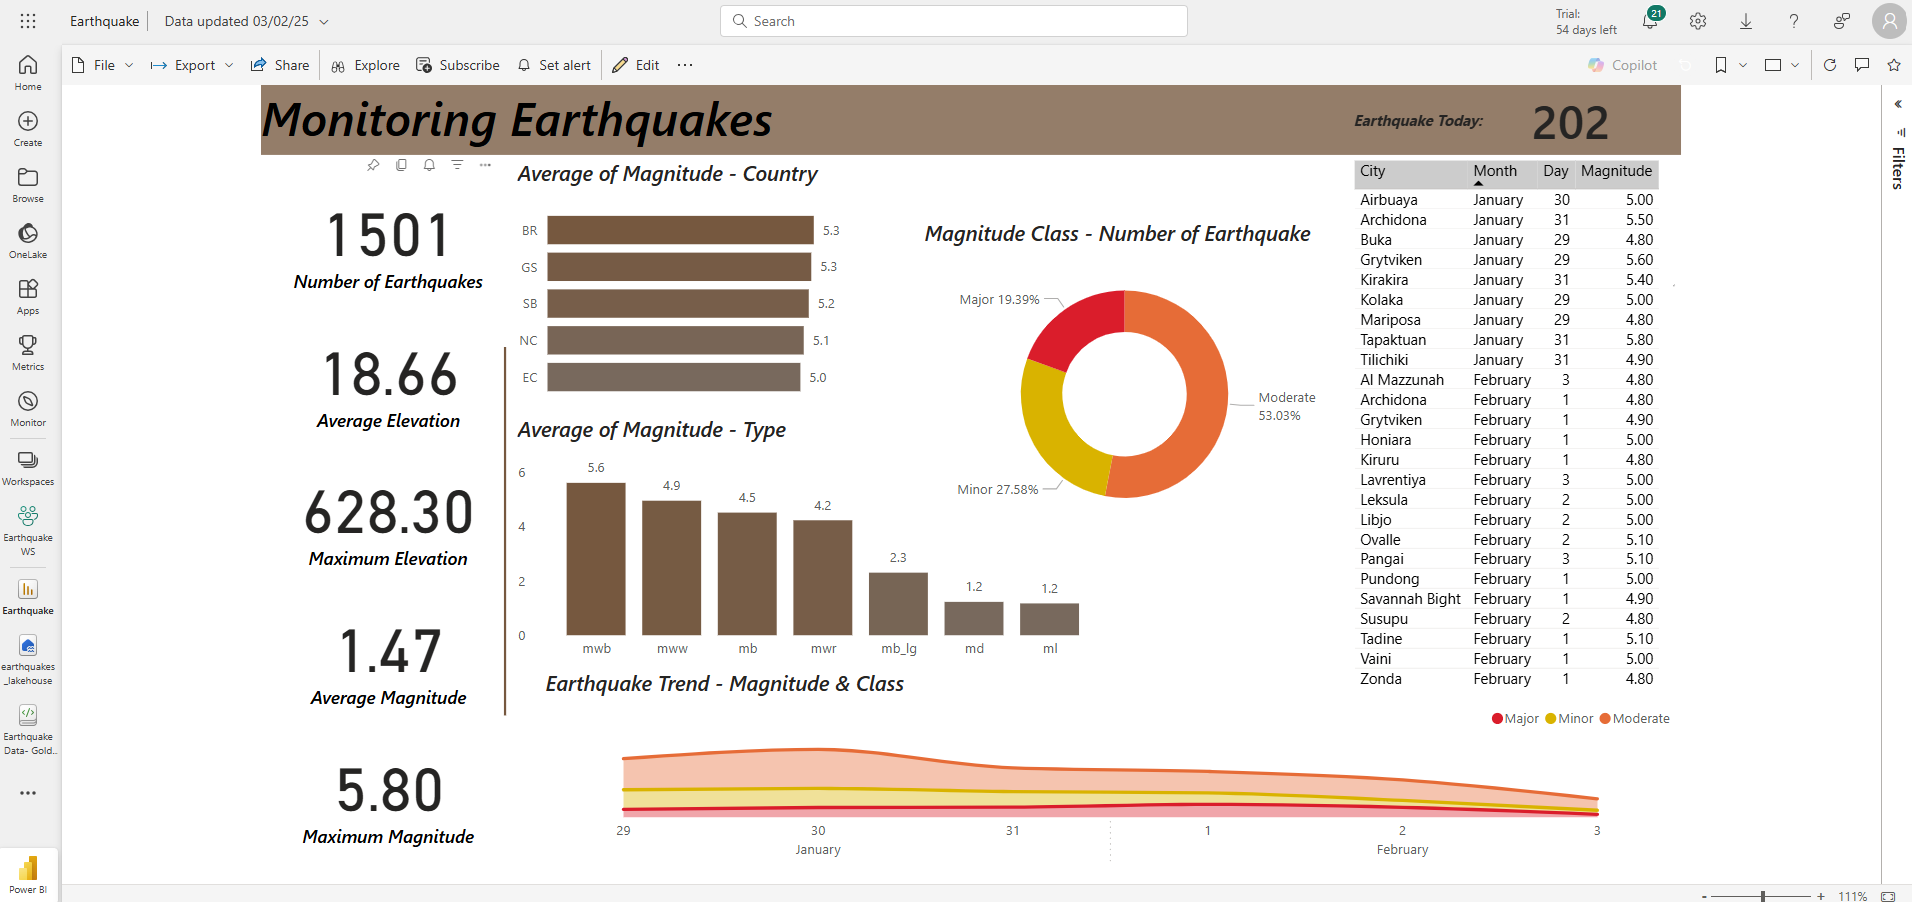 Earthquake
Data updated 03/02/25
Search
Trial:
54 days left
21
File
Export
Share
Explore
Subscribe
Set alert
Edit
Copilot
Home
Create
Browse
OneLake
Apps
Metrics
Monitor
Workspaces
Earthquake
WS
Earthquake
earthquakes
_lakehouse
Earthquake
Data- Gold..
Power BI
Monitoring Earthquakes
Earthquake Today:
202
1501
Number of Earthquakes
18.66
Average Elevation
628.30
Maximum Elevation
1.47
Average Magnitude
5.80
Maximum Magnitude
Average of Magnitude - Country
BR 5.3
GS 5.3
SB 5.2
NC 5.1
EC 5.0
Average of Magnitude - Type
6
4
2
0
5.6
4.9
4.5
4.2
2.3
1.2
1.2
mwb mww mb mwr mb_lg md ml
Magnitude Class - Number of Earthquake
Major 19.39%
Moderate
53.03%
Minor 27.58%
City Month Day Magnitude
Airbuaya January 30 5.00
Archidona January 31 5.50
Buka January 29 4.80
Grytviken January 29 5.60
Kirakira January 31 5.40
Kolaka January 29 5.00
Mariposa January 29 4.80
Tapaktuan January 31 5.80
Tilichiki January 31 4.90
Al Mazzunah February 3 4.80
Archidona February 1 4.80
Grytviken February 1 4.90
Honiara February 1 5.00
Kiruru February 1 4.80
Lavrentiya February 3 5.00
Leksula February 2 5.00
Libjo February 2 5.00
Ovalle February 2 5.10
Pangai February 3 5.10
Pundong February 1 5.00
Savannah Bight February 1 4.90
Susupu February 2 4.80
Tadine February 1 5.10
Vaini February 1 5.00
Zonda February 1 4.80
Earthquake Trend - Magnitude & Class
Major Minor Moderate
29 30 31 1 2 3
January February
Filters
- + 111%